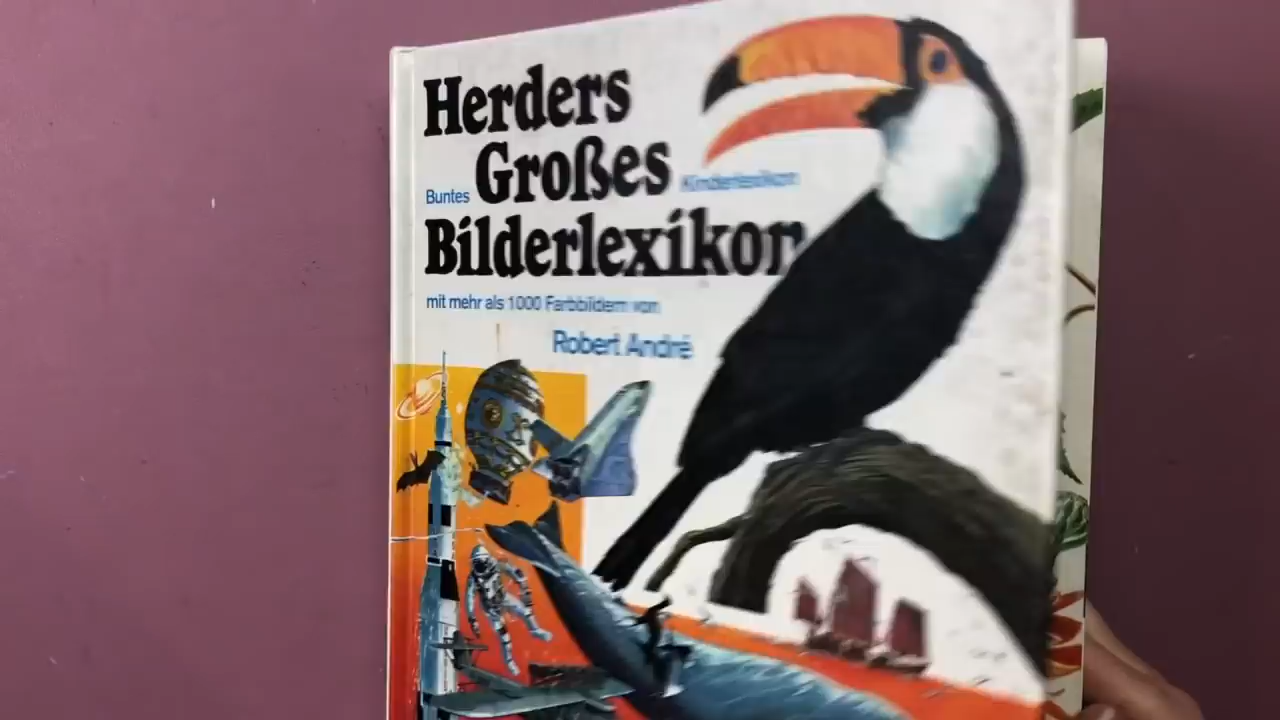 Herders
Buntes Großes Kinderlexikon
Bilderlexikon
mit mehr als 1000 Farbbildern von
Robert André